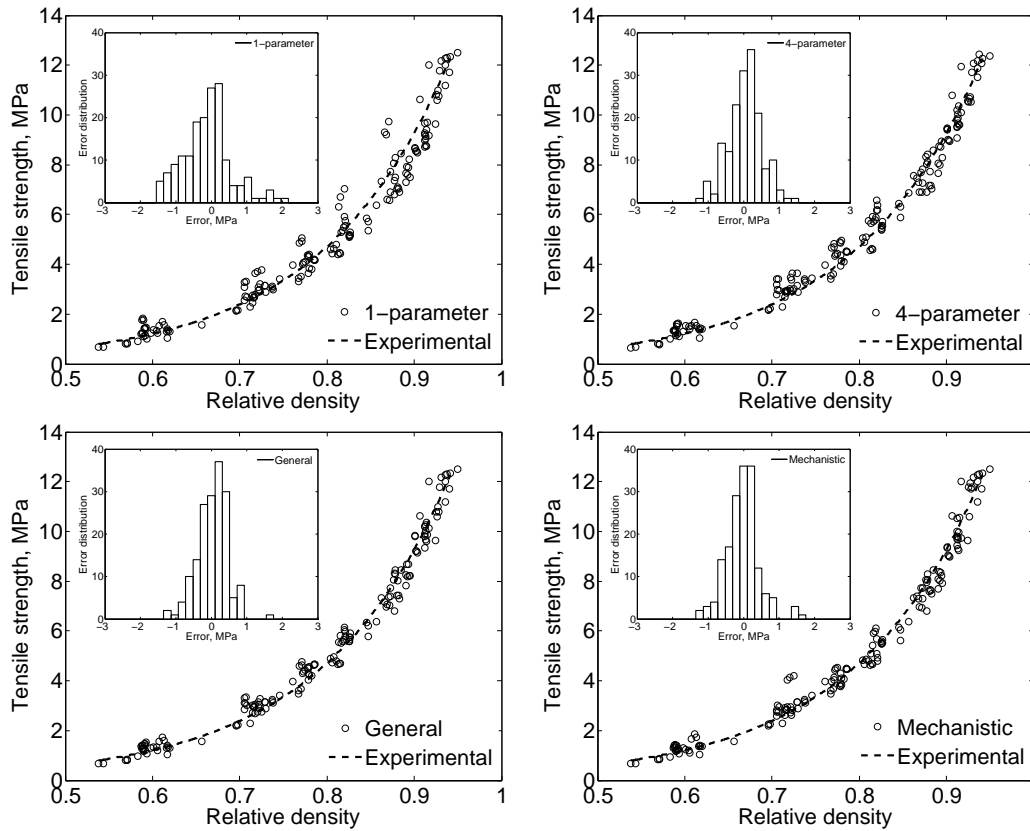 14
12
10
8
6
4
2
0
Tensile strength, MPa
0.5 0.6 0.7 0.8 0.9 1
Relative density
1−parameter
Experimental
40
30
20
10
0
Error distribution
−3 −2 −1 0 1 2 3
Error, MPa
1−parameter
14
12
10
8
6
4
2
0
Tensile strength, MPa
0.5 0.6 0.7 0.8 0.9
Relative density
4−parameter
Experimental
40
30
20
10
0
Error distribution
−3 −2 −1 0 1 2 3
Error, MPa
4−parameter
14
12
10
8
6
4
2
0
Tensile strength, MPa
0.5 0.6 0.7 0.8 0.9 1
Relative density
General
Experimental
40
30
20
10
0
Error distribution
−3 −2 −1 0 1 2 3
Error, MPa
General
14
12
10
8
6
4
2
0
Tensile strength, MPa
0.5 0.6 0.7 0.8 0.9
Relative density
Mechanistic
Experimental
40
30
20
10
0
Error distribution
−3 −2 −1 0 1 2 3
Error, MPa
Mechanistic